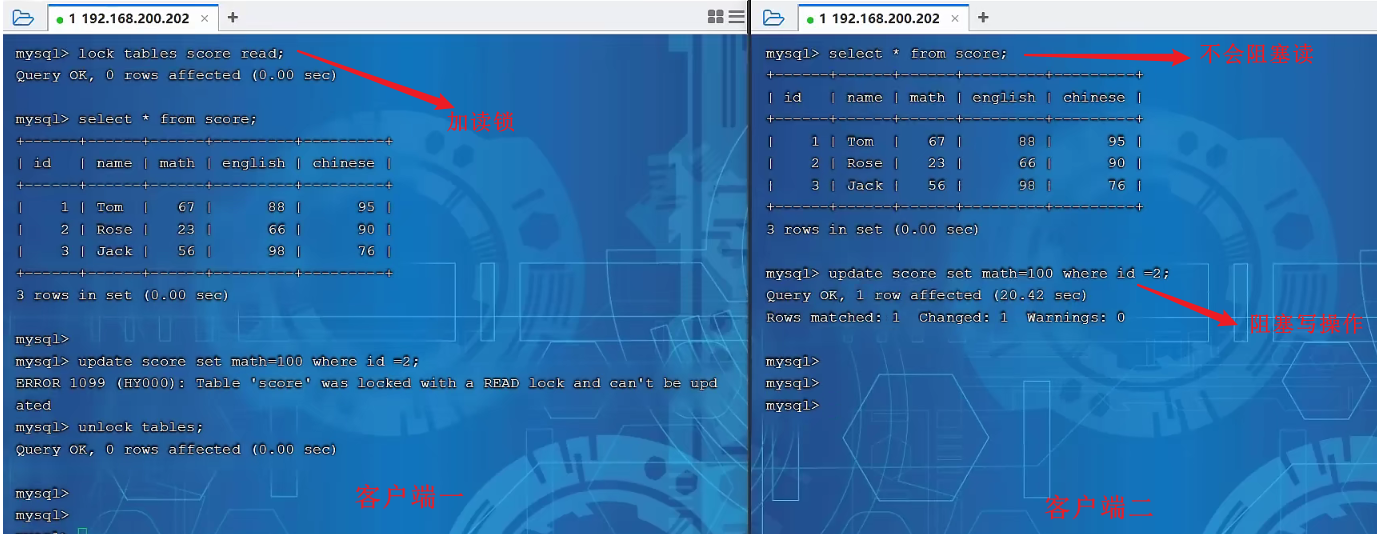 1 192.168.200.202 × +
mysql> lock tables score read;
Query OK, 0 rows affected (0.00 sec)
加读锁
mysql> select * from score;
+------+------+------+---------+---------+
| id   | name | math | english | chinese |
+------+------+------+---------+---------+
|    1 | Tom  |   67 |      88 |      95 |
|    2 | Rose |   23 |      66 |      90 |
|    3 | Jack |   56 |      98 |      76 |
+------+------+------+---------+---------+
3 rows in set (0.00 sec)
mysql>
mysql> update score set math=100 where id =2;
ERROR 1099 (HY000): Table 'score' was locked with a READ lock and can't be upd
ated
mysql> unlock tables;
Query OK, 0 rows affected (0.00 sec)
mysql>
mysql>
客户端一
1 192.168.200.202 × +
mysql> select * from score;
不会阻塞读
+------+------+------+---------+---------+
| id   | name | math | english | chinese |
+------+------+------+---------+---------+
|    1 | Tom  |   67 |      88 |      95 |
|    2 | Rose |   23 |      66 |      90 |
|    3 | Jack |   56 |      98 |      76 |
+------+------+------+---------+---------+
3 rows in set (0.00 sec)
mysql> update score set math=100 where id =2;
Query OK, 1 row affected (20.42 sec)
Rows matched: 1  Changed: 1  Warnings: 0
阻塞写操作
mysql>
mysql>
mysql>
客户端二